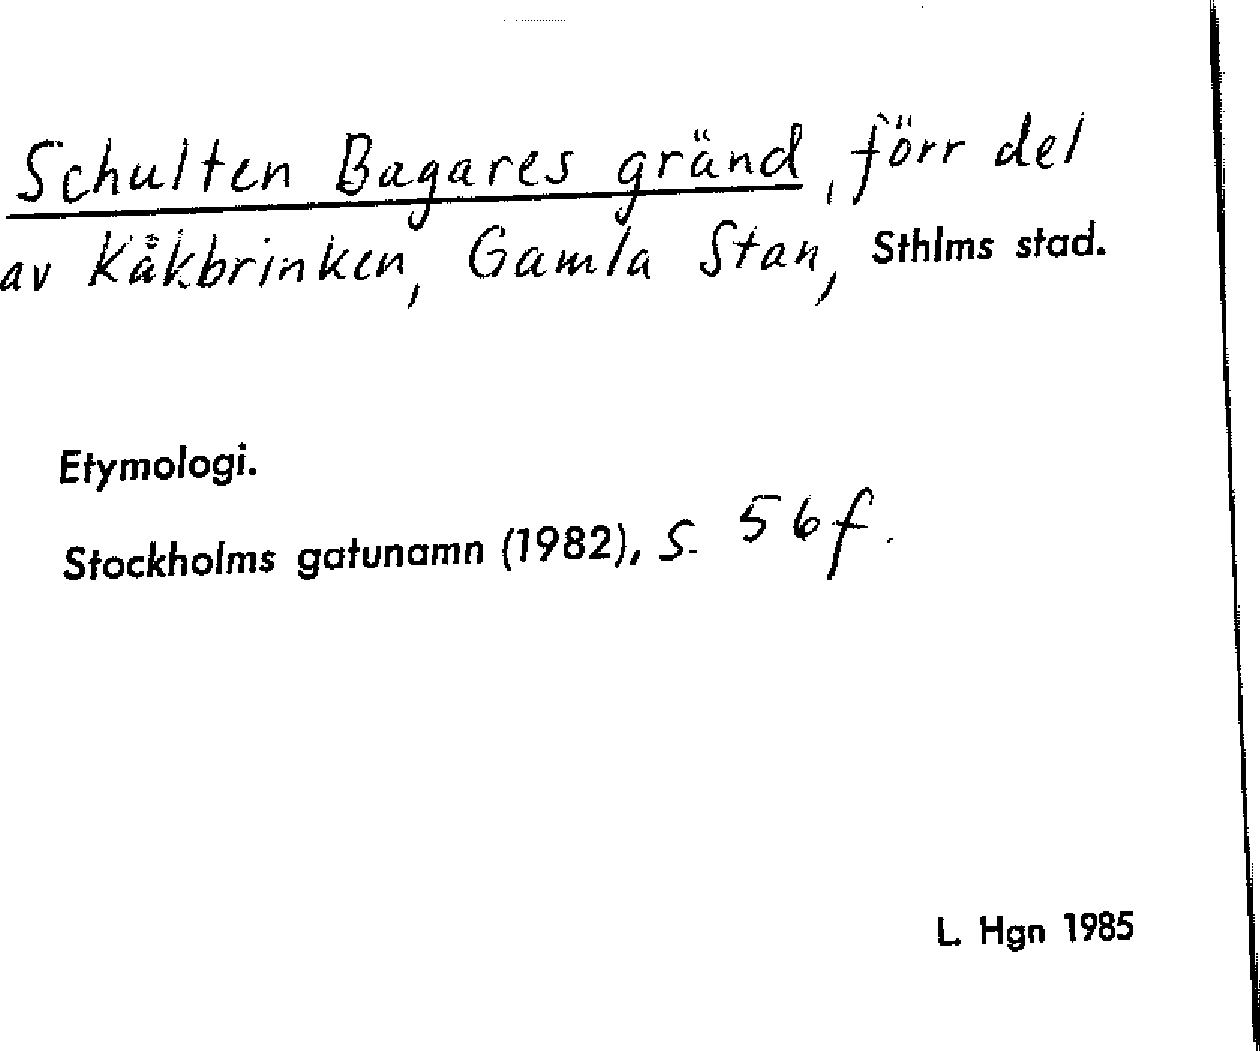 Schulten Bagares gränd, förr del
av Kåkbrinken, Gamla Stan, Sthlms stad.
Etymologi.
Stockholms gatunamn (1982), s. 56f.
L. Hgn 1985